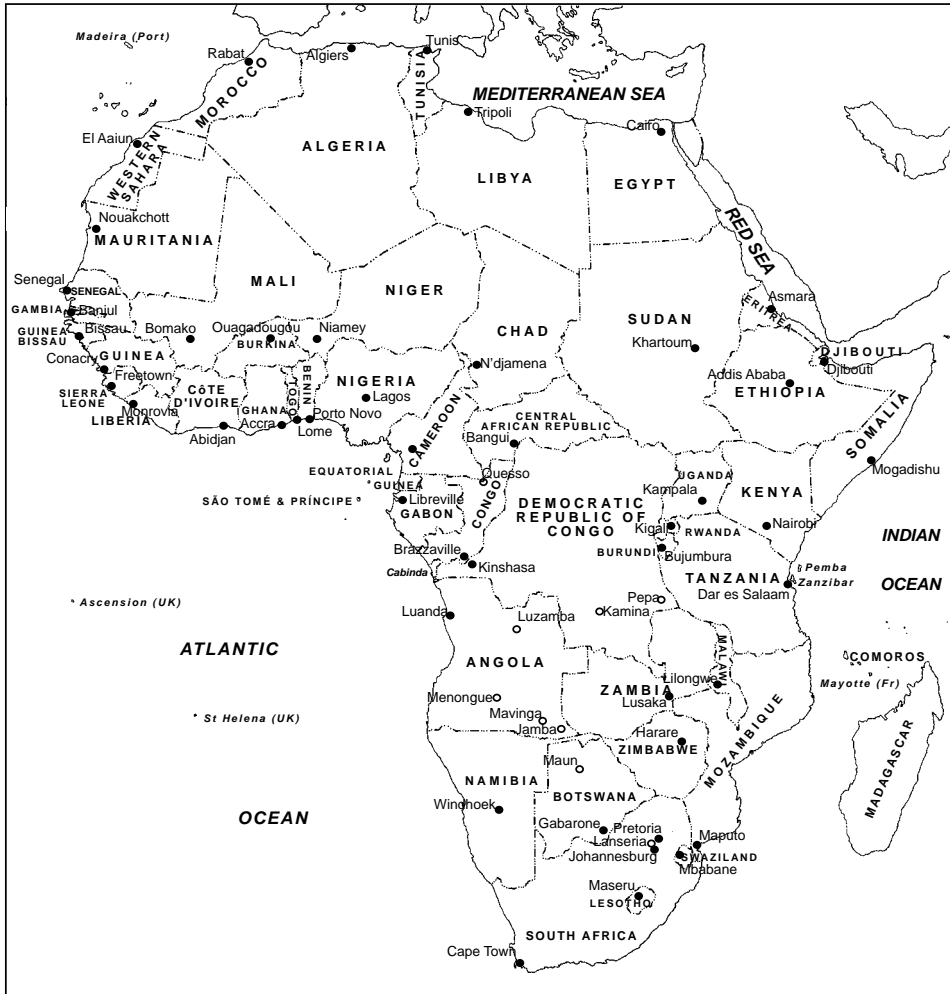 Madeira (Port)
Rabat
Algiers
Tunis
MOROCCO
TUNISIA
MEDITERRANEAN SEA
Tripoli
Cairo
El Aaiun
WESTERN
SAHARA
ALGERIA
LIBYA
EGYPT
RED SEA
Nouakchott
MAURITANIA
MALI
NIGER
CHAD
SUDAN
Khartoum
Asmara
ERITREA
Senegal
SENEGAL
GAMBIA
Banjul
GUINEA
BISSAU
Bissau
Bomako
Ouagadougou
BURKINA
Niamey
N'djamena
DJIBOUTI
Djibouti
Addis Ababa
ETHIOPIA
SOMALIA
Mogadishu
Conacry
GUINEA
Freetown
SIERRA
LEONE
Monrovia
LIBERIA
CôTE
D'IVOIRE
Abidjan
GHANA
Accra
TOGO
Lome
BENIN
Porto Novo
NIGERIA
Lagos
CAMEROON
CENTRAL
AFRICAN REPUBLIC
Bangui
EQUATORIAL
GUINEA
SÃO TOMÉ & PRÍNCIPE
Libreville
GABON
Quesso
CONGO
DEMOCRATIC
REPUBLIC OF
CONGO
UGANDA
Kampala
KENYA
Nairobi
Kigali
RWANDA
BURUNDI
Bujumbura
INDIAN
OCEAN
Brazzaville
Kinshasa
Cabinda
TANZANIA
Dar es Salaam
Pemba
Zanzibar
Ascension (UK)
Luanda
Luzamba
Pepa
Kamina
ATLANTIC
OCEAN
ANGOLA
Menongue
Mavinga
Jamba
ZAMBIA
Lusaka
Lilongwe
MALAWI
COMOROS
Mayotte (Fr)
St Helena (UK)
Harare
ZIMBABWE
MOZAMBIQUE
MADAGASCAR
NAMIBIA
Windhoek
Maun
BOTSWANA
Gabarone
Pretoria
Lanseria
Johannesburg
Maputo
SWAZILAND
Mbabane
Maseru
LESOTHO
SOUTH AFRICA
Cape Town